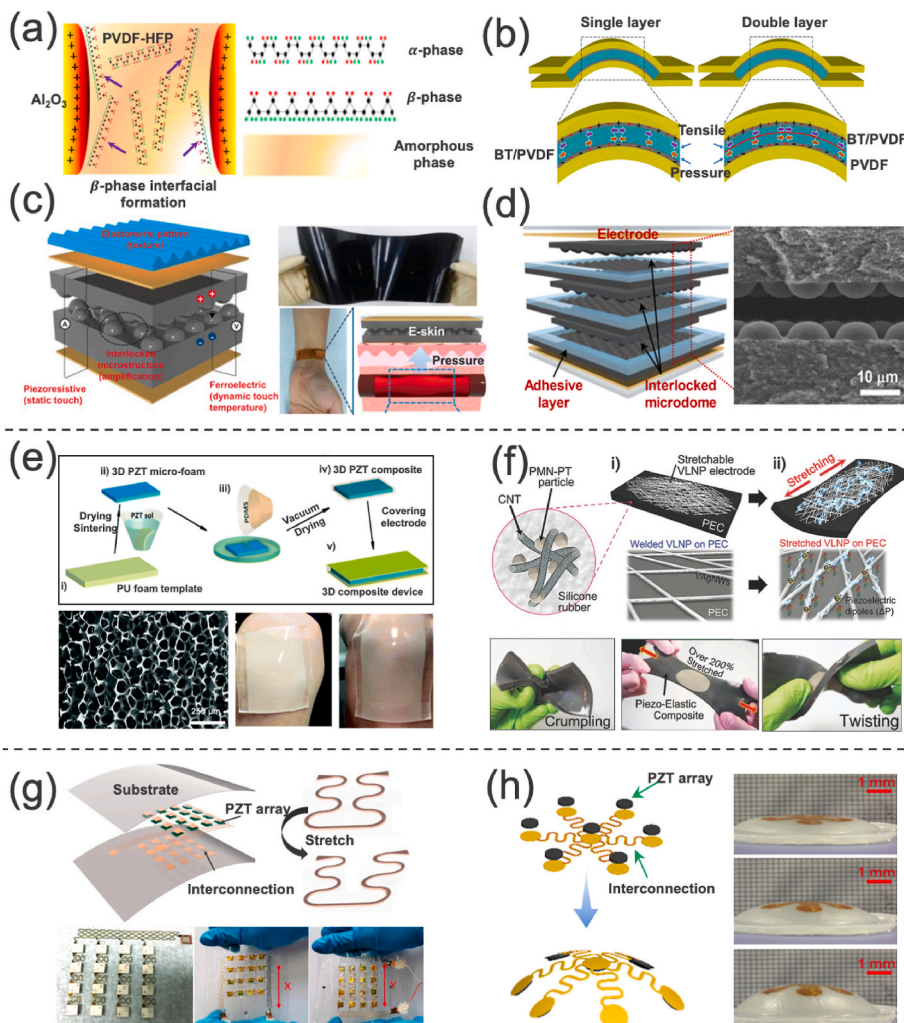 (a)
PVDF-HFP
Al₂O₃
β-phase interfacial
formation
α-phase
β-phase
Amorphous
phase
(b)
Single layer
Double layer
BT/PVDF
Tensile
Pressure
BT/PVDF
PVDF
(c)
Elastomeric pattern
(texture)
A
V
Interlocked
microstructure
(amplification)
Piezoresistive
(static touch)
Ferroelectric
(dynamic touch
temperature)
E-skin
Pressure
(d)
Electrode
Adhesive
layer
Interlocked
microdome
10 μm
(e)
ii) 3D PZT micro-foam
Drying
Sintering
PZT sol
i)
PU foam template
iii)
PDMS
Vacuum
Drying
iv) 3D PZT composite
Covering
electrode
v)
3D composite device
250 μm
(f)
PMN-PT
particle
CNT
Silicone
rubber
i)
Stretchable
VLNP electrode
PEC
ii)
Stretching
Welded VLNP on PEC
VAgNWs
PEC
Stretched VLNP on PEC
Piezoelectric
dipoles (ΔP)
Crumpling
Over 200%
Stretched
Piezo-Elastic
Composite
Twisting
(g)
Substrate
PZT array
Interconnection
Stretch
X
(h)
PZT array
Interconnection
1 mm
1 mm
1 mm